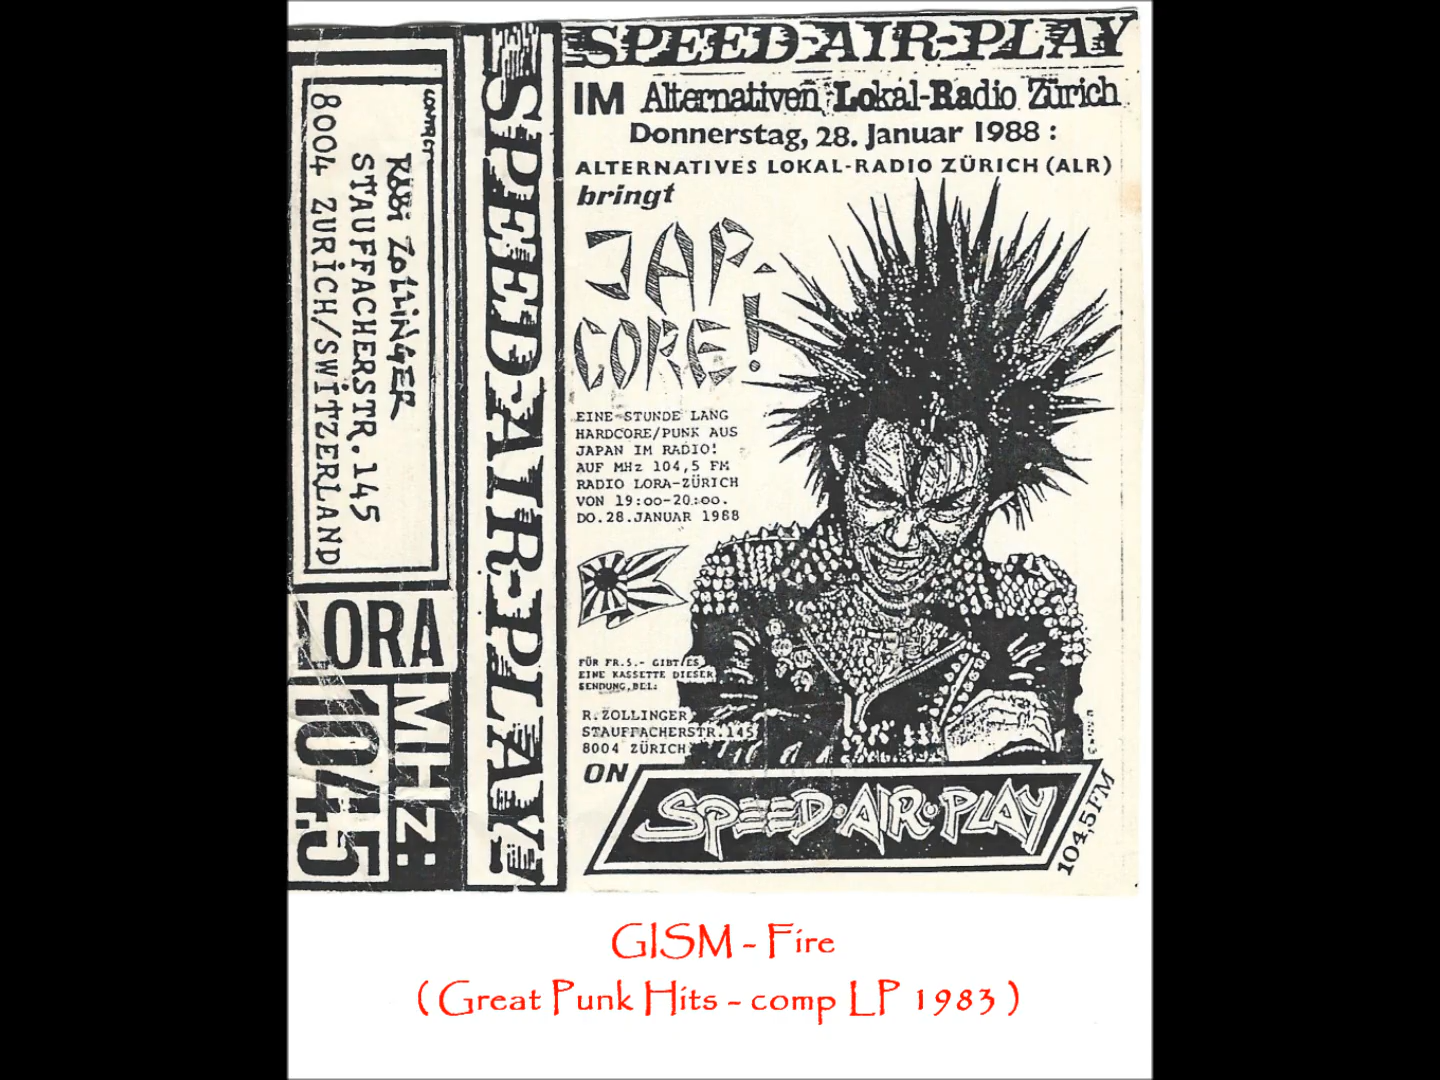 CONTACT
RÖBi ZOLLiNGER
STAUFFACHERSTR.145
8004 ZÜRiCH/SWiTZERLAND
LORA
MHz:
104,5
SPEED-AIR-PLAY!
SPEED-AIR-PLAY
IM Alternativen Lokal-Radio Zürich
Donnerstag, 28. Januar 1988 :
ALTERNATIVES LOKAL-RADIO ZÜRICH (ALR)
bringt
JAP-
CORE!
EINE STUNDE LANG
HARDCORE/PUNK AUS
JAPAN IM RADIO!
AUF MHz 104,5 FM
RADIO LORA-ZÜRICH
VON 19:00-20:00.
DO.28.JANUAR 1988
FÜR FR.5.- GIBT ES
EINE KASSETTE DIESER
SENDUNG,BEI:
R.ZOLLINGER
STAUFFACHERSTR.145
8004 ZÜRICH
ON
SPEED·AIR·PLAY
104,5 FM
GISM - Fire
( Great Punk Hits - comp LP 1983 )